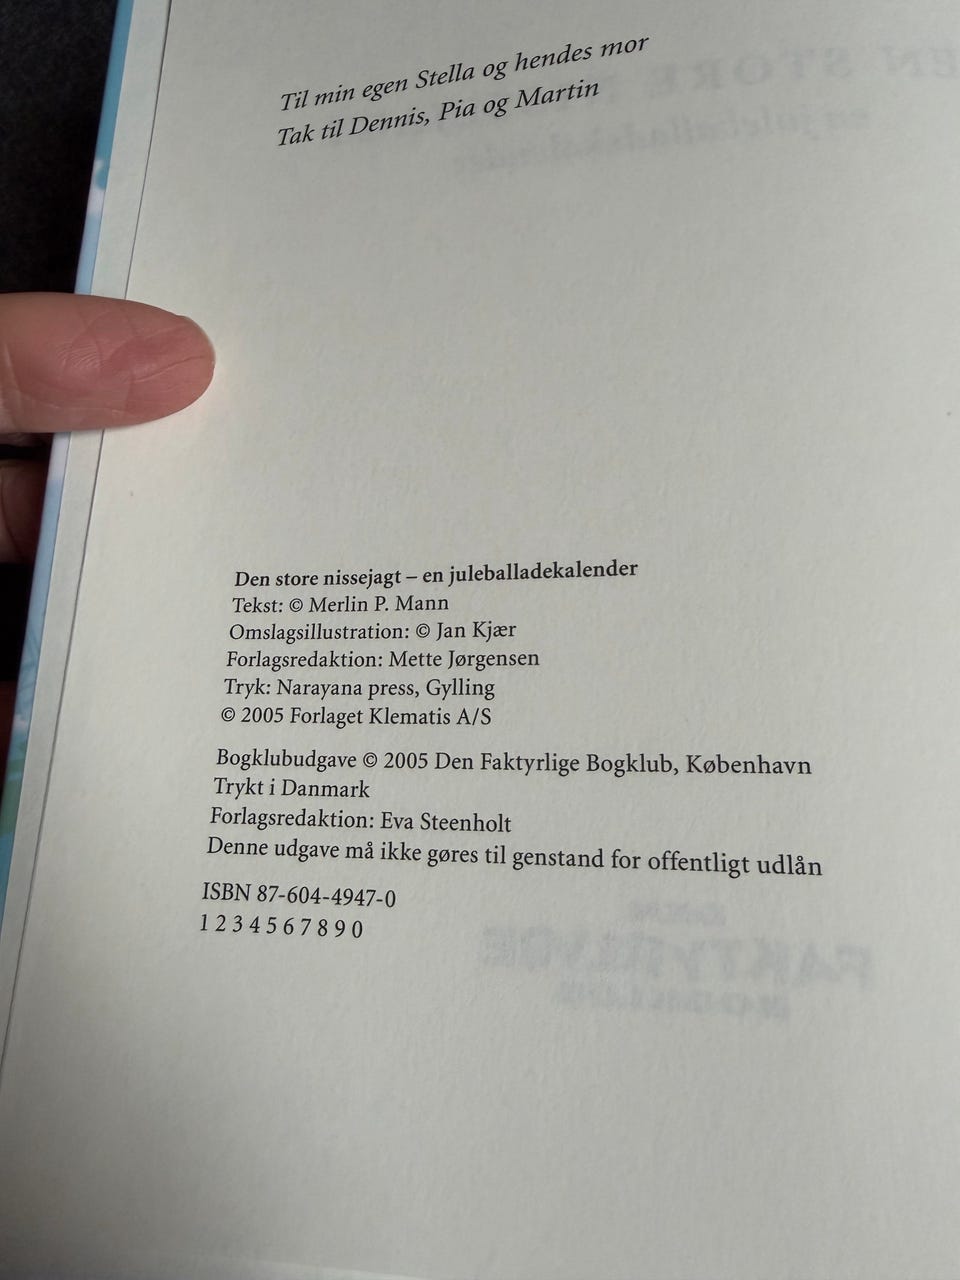 Til min egen Stella og hendes mor
Tak til Dennis, Pia og Martin
Den store nissejagt – en juleballadekalender
Tekst: © Merlin P. Mann
Omslagsillustration: © Jan Kjær
Forlagsredaktion: Mette Jørgensen
Tryk: Narayana press, Gylling
© 2005 Forlaget Klematis A/S
Bogklubudgave © 2005 Den Faktyrlige Bogklub, København
Trykt i Danmark
Forlagsredaktion: Eva Steenholt
Denne udgave må ikke gøres til genstand for offentligt udlån
ISBN 87-604-4947-0
1 2 3 4 5 6 7 8 9 0